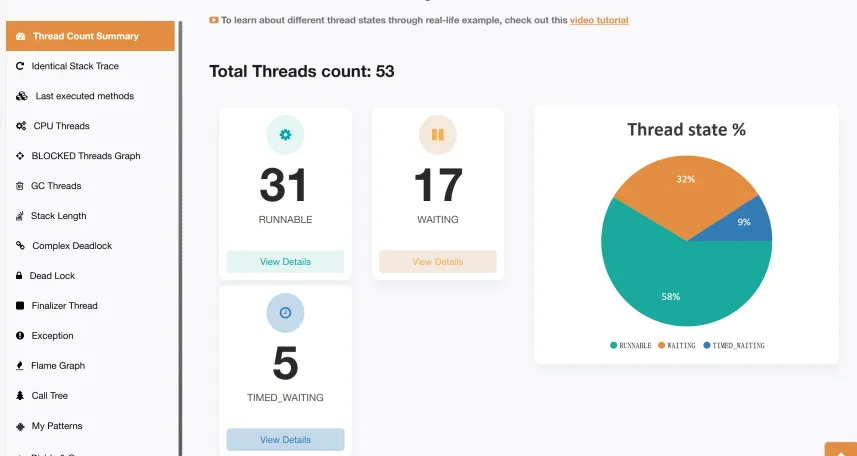 To learn about different thread states through real-life example, check out this video tutorial
Thread Count Summary
Identical Stack Trace
Last executed methods
CPU Threads
BLOCKED Threads Graph
GC Threads
Stack Length
Complex Deadlock
Dead Lock
Finalizer Thread
Exception
Flame Graph
Call Tree
My Patterns
Total Threads count: 53
31
RUNNABLE
View Details
17
WAITING
View Details
5
TIMED_WAITING
View Details
Thread state %
32%
9%
58%
RUNNABLE WAITING TIMED_WAITING